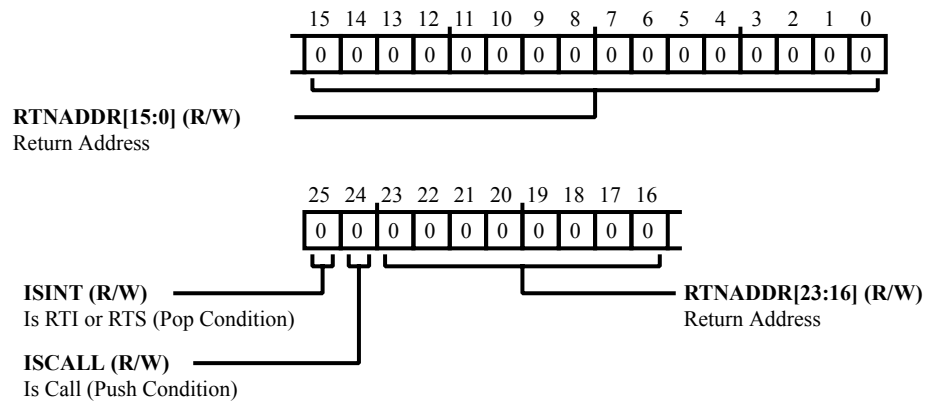 15 14 13 12 11 10 9 8 7 6 5 4 3 2 1 0
0 0 0 0 0 0 0 0 0 0 0 0 0 0 0 0
RTNADDR[15:0] (R/W)
Return Address
25 24 23 22 21 20 19 18 17 16
0 0 0 0 0 0 0 0 0 0
ISINT (R/W)
Is RTI or RTS (Pop Condition)
RTNADDR[23:16] (R/W)
Return Address
ISCALL (R/W)
Is Call (Push Condition)